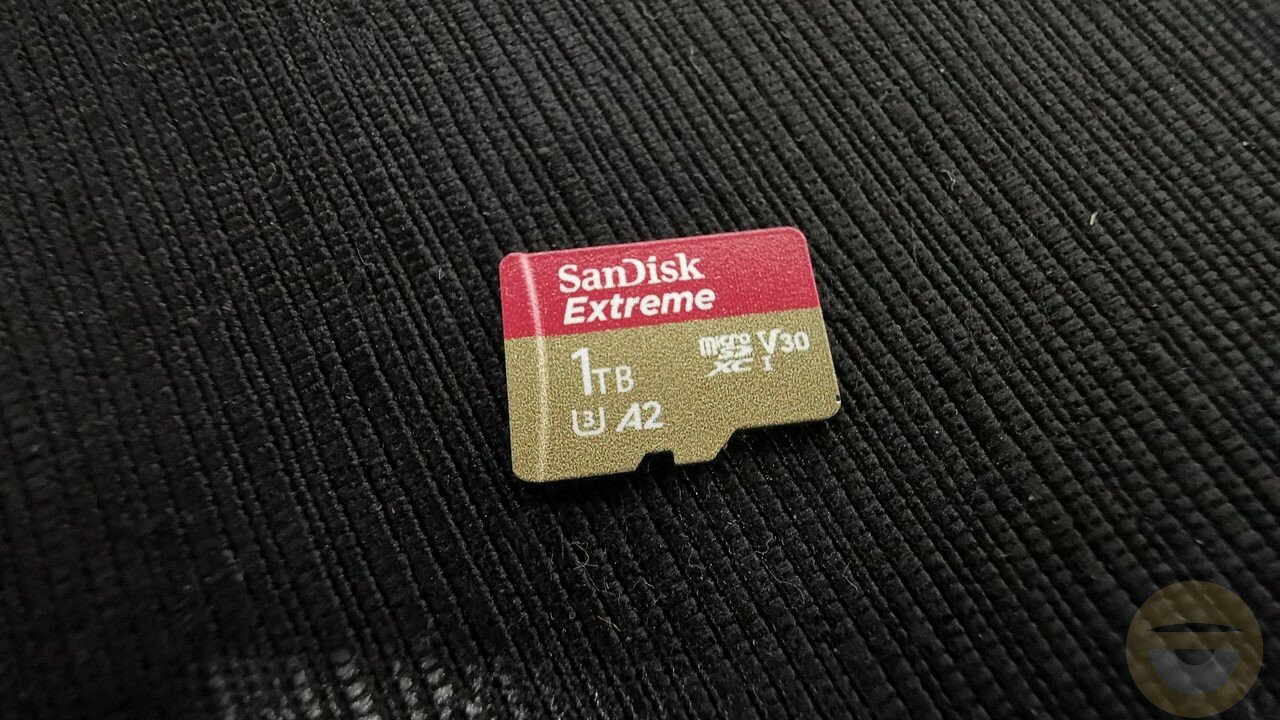 SanDisk
Extreme
1TB
micro SD XC I V30
U3 A2